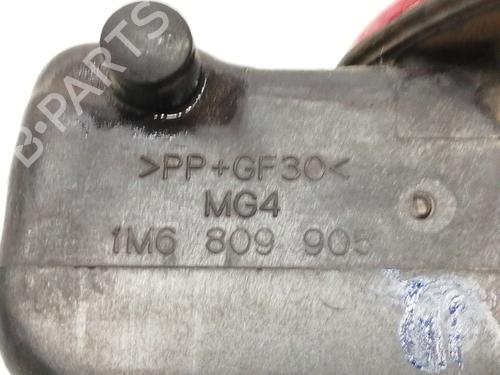 B-PARTS
>PP+GF30<
MG4
1M6 809 905
D